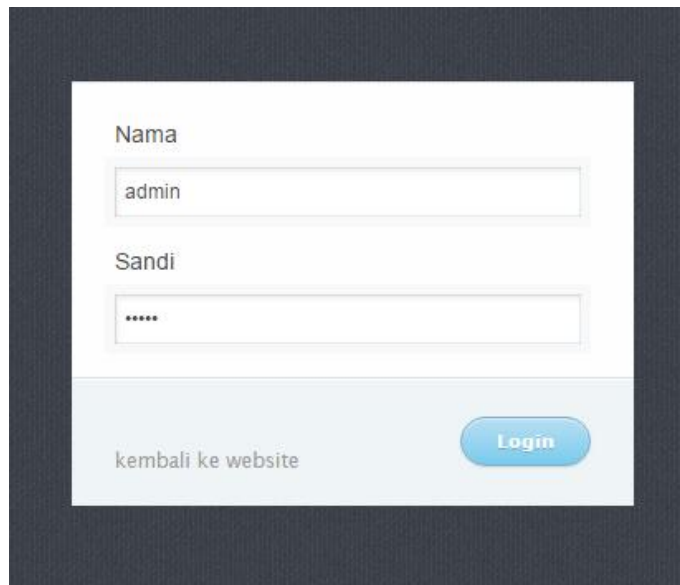 Nama
admin
Sandi
•••••
kembali ke website
Login